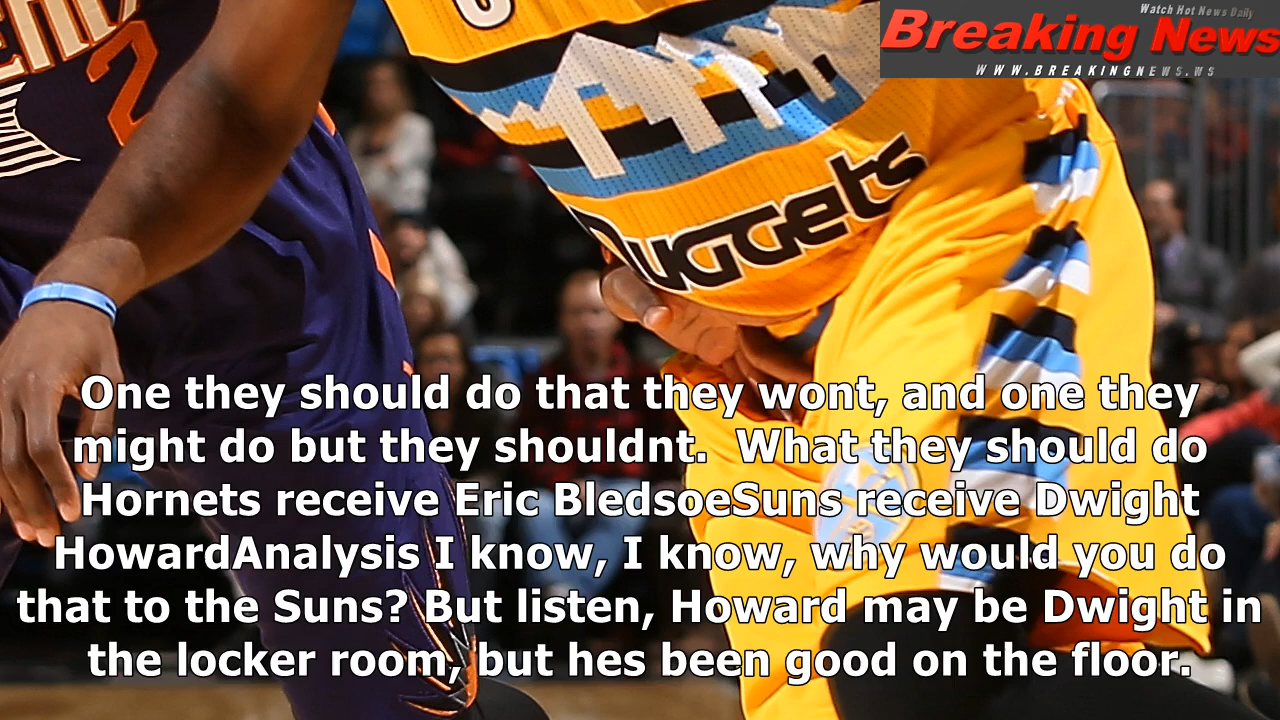 Watch Hot News Daily
Breaking News
WWW.BREAKINGNEWS.WS
2
Nuggets
One they should do that they wont, and one they
might do but they shouldnt.  What they should do
Hornets receive Eric BledsoeSuns receive Dwight
HowardAnalysis I know, I know, why would you do
that to the Suns? But listen, Howard may be Dwight in
the locker room, but hes been good on the floor.